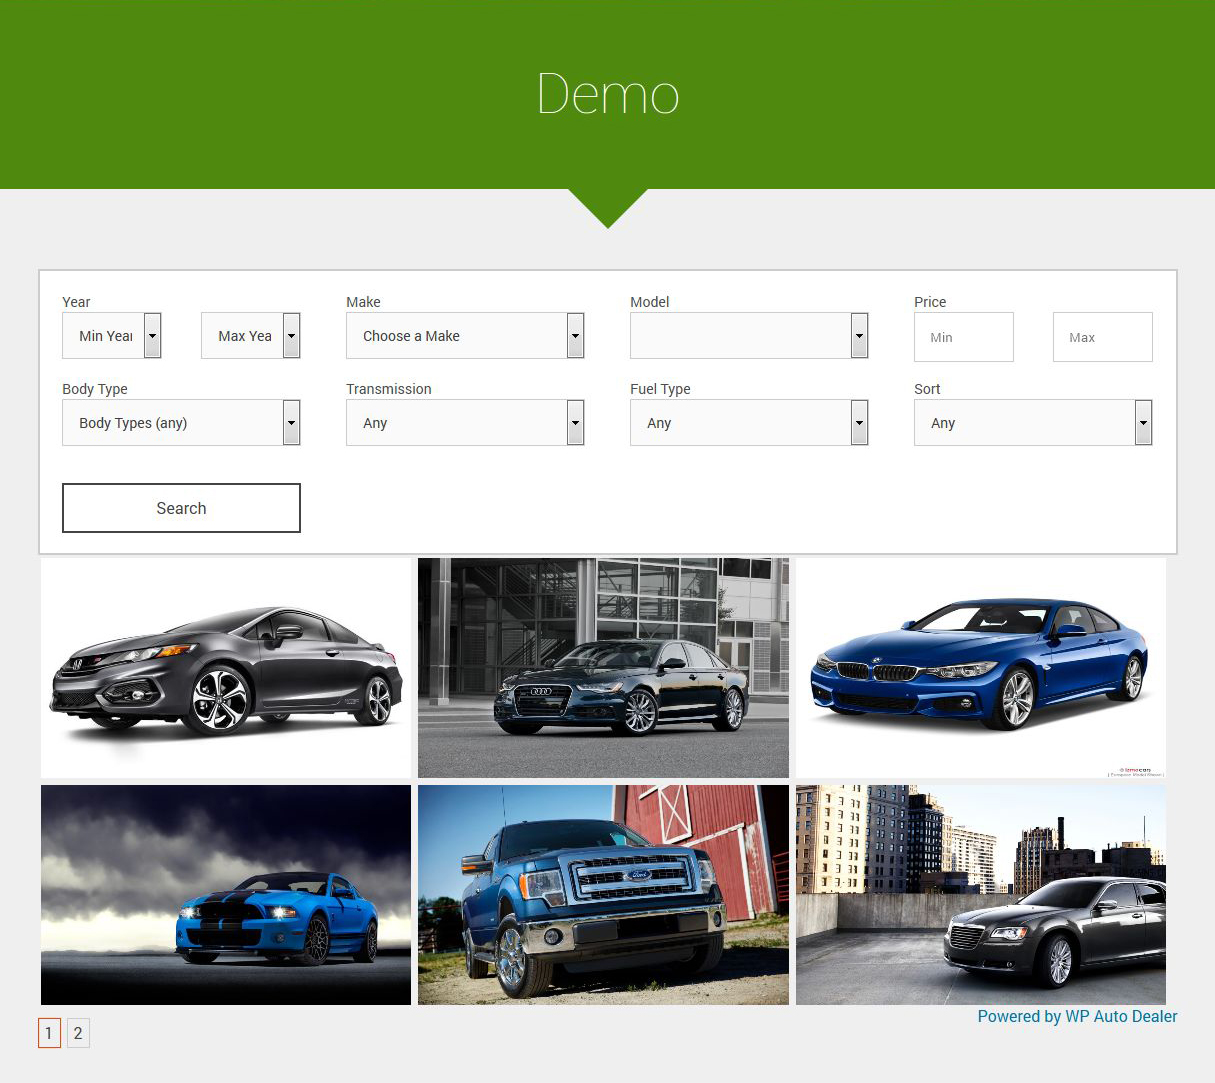 Demo
Year
Make
Model
Price
Min Year
Max Yea
Choose a Make
Min
Max
Body Type
Transmission
Fuel Type
Sort
Body Types (any)
Any
Any
Any
Search
Powered by WP Auto Dealer
1
2